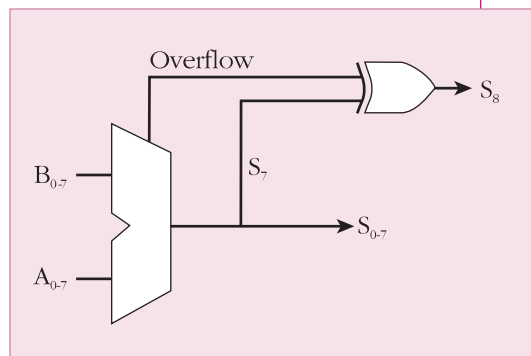 Overflow
S₈
B₀₋₇
S₇
S₀₋₇
A₀₋₇